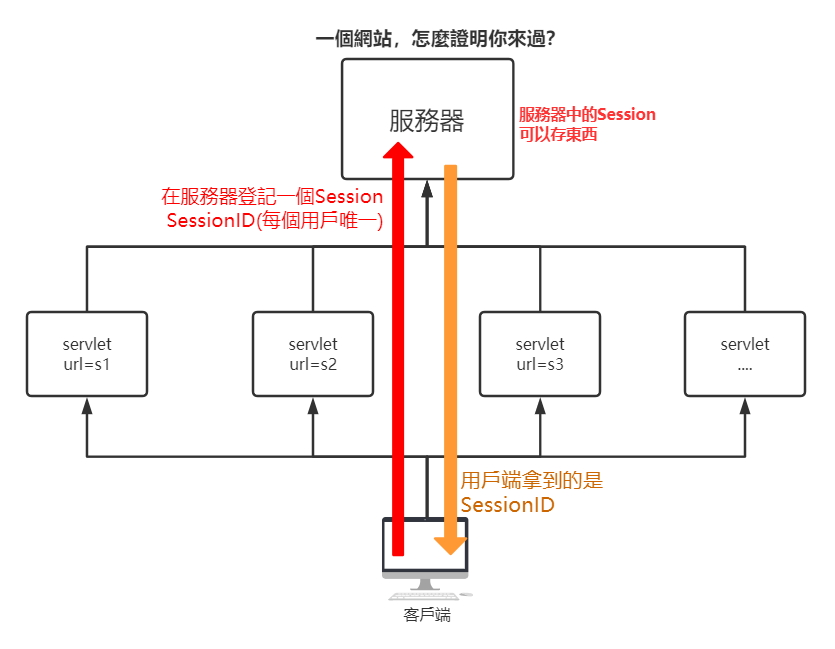 一個網站，怎麼證明你來過?
服務器
服務器中的Session
可以存東西
在服務器登記一個Session
SessionID(每個用戶唯一)
servlet
url=s1
servlet
url=s2
servlet
url=s3
servlet
....
用戶端拿到的是
SessionID
客戶端